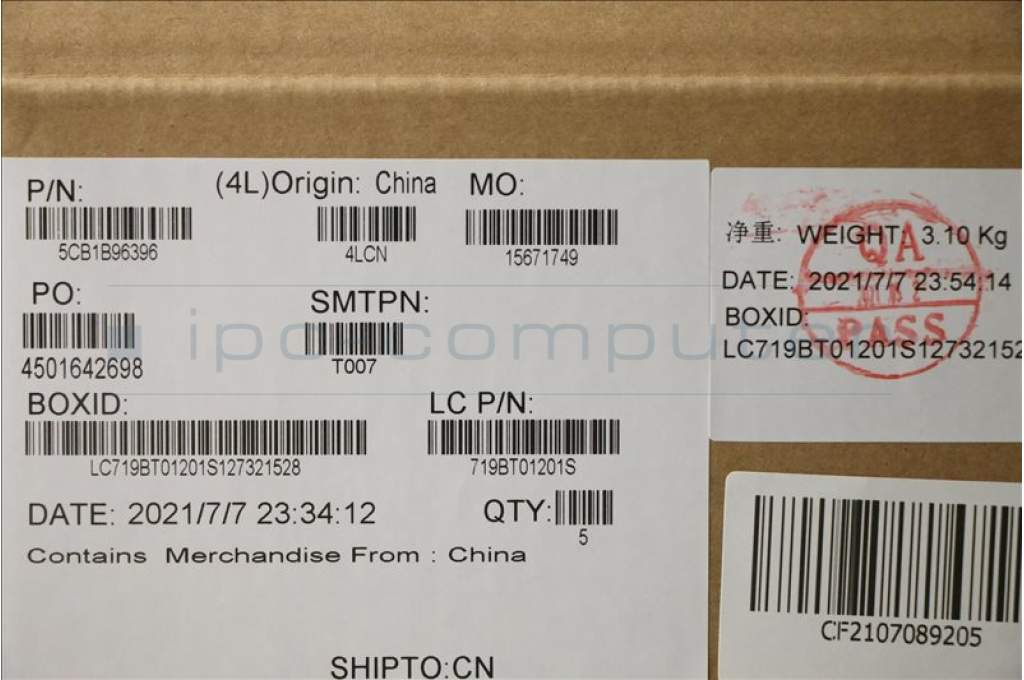 P/N:
(4L)Origin: China
MO:
5CB1B96396
4LCN
15671749
PO:
SMTPN:
4501642698
T007
BOXID:
LC P/N:
LC719BT01201S127321528
719BT01201S
DATE: 2021/7/7 23:34:12
QTY:
5
Contains Merchandise From : China
SHIPTO:CN
净重: WEIGHT: 3.10 Kg
DATE: 2021/7/7 23:54:14
BOXID:
LC719BT01201S12732152
QA
PASS
CF2107089205
ipc-comput